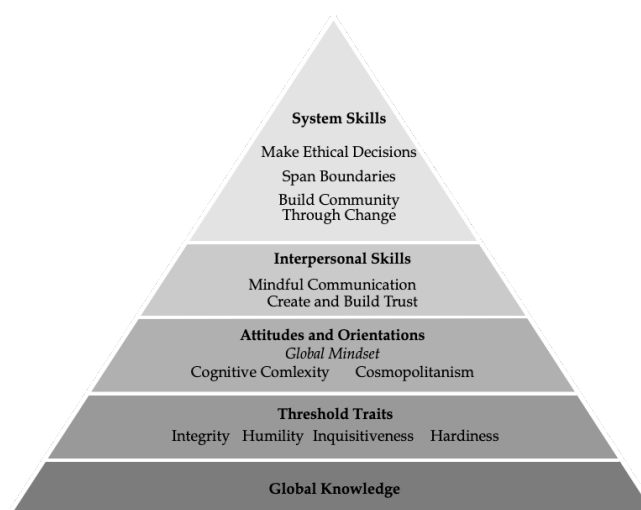 System Skills
Make Ethical Decisions
Span Boundaries
Build Community
Through Change
Interpersonal Skills
Mindful Communication
Create and Build Trust
Attitudes and Orientations
Global Mindset
Cognitive Comlexity Cosmopolitanism
Threshold Traits
Integrity Humility Inquisitiveness Hardiness
Global Knowledge